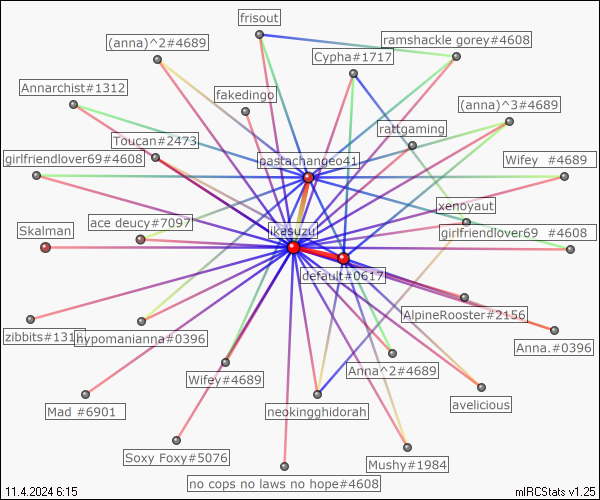 frisout
ramshackle gorey#4608
(anna)^2#4689
Cypha#1717
Annarchist#1312
fakedingo
(anna)^3#4689
rattgaming
Toucan#2473
girlfriendlover69#4608
pastachangeo41
Wifey #4689
xenoyaut
ace deucy#7097
Skalman
ikasuzu
girlfriendlover69 #4608
default#0617
AlpineRooster#2156
zibbits#131
hypomanianna#0396
Anna.#0396
Anna^2#4689
Wifey#4689
Mad #6901
neokingghidorah
avelicious
Soxy Foxy#5076
Mushy#1984
no cops no laws no hope#4608
11.4.2024 6:15
mIRCStats v1.25